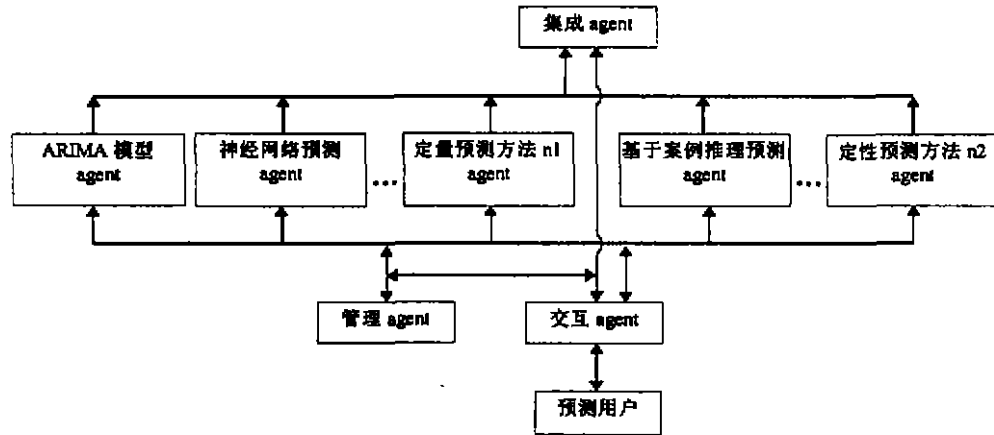 集成 agent
ARIMA 模型
agent
神经网络预测
agent
...
定量预测方法 n1
agent
基于案例推理预测
agent
...
定性预测方法 n2
agent
管理 agent
交互 agent
预测用户